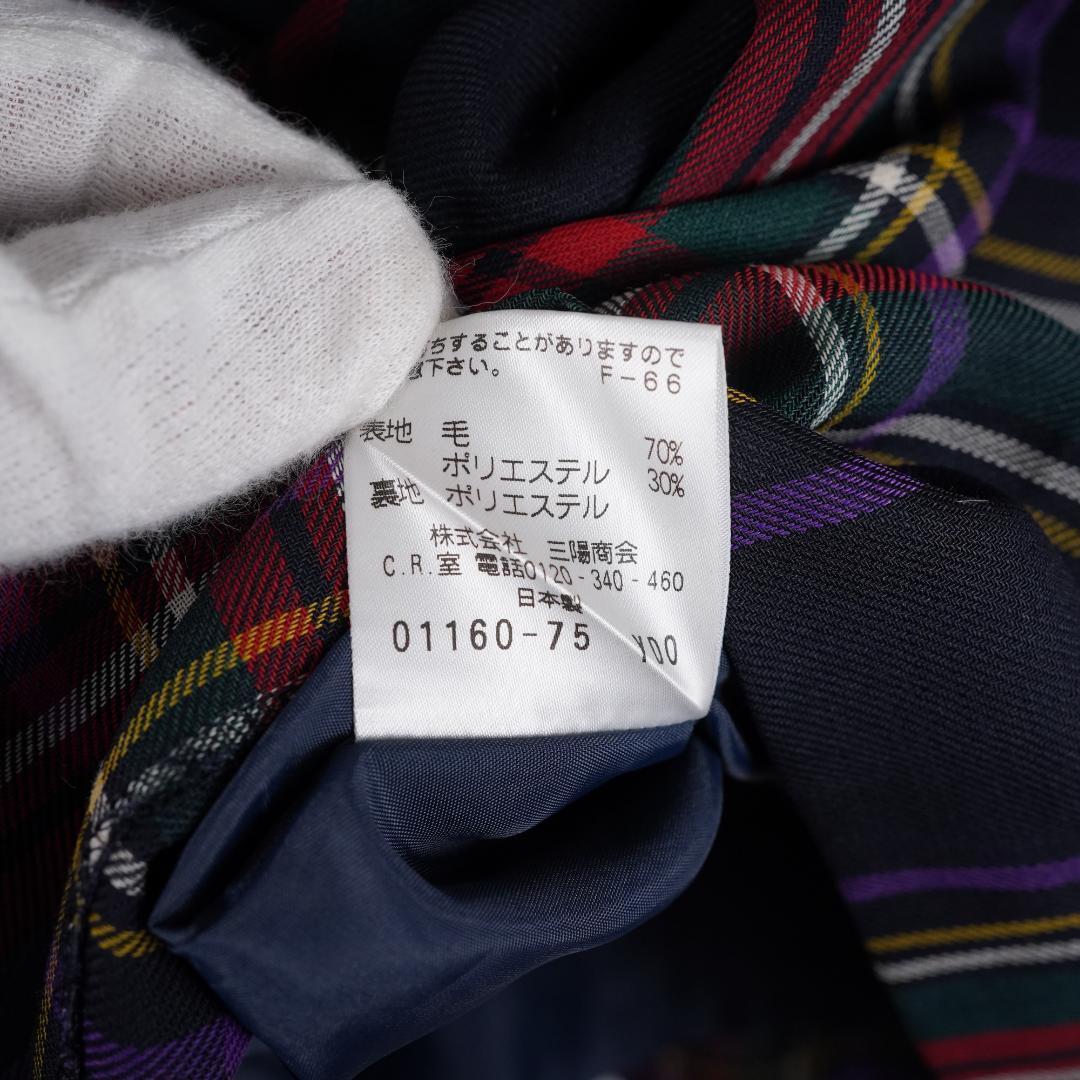 ちすることがありますので
下さい。 F-66
表地 毛 70%
ポリエステル 30%
裏地 ポリエステル
株式会社 三陽商会
C.R.室 電話0120-340-460
日本製
01160-75